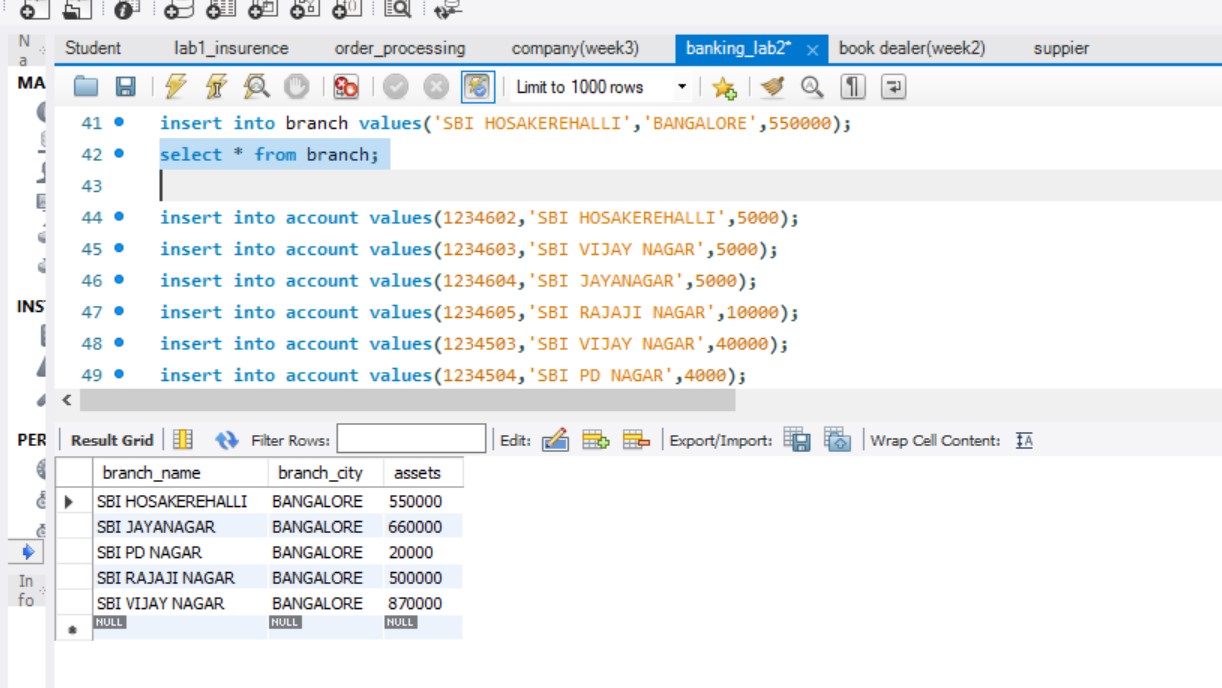 N
a
Student lab1_insurence order_processing company(week3) banking_lab2* × book dealer(week2) suppier
MA
Limit to 1000 rows
41 insert into branch values('SBI HOSAKEREHALLI','BANGALORE',550000);
42 select * from branch;
43
44 insert into account values(1234602,'SBI HOSAKEREHALLI',5000);
45 insert into account values(1234603,'SBI VIJAY NAGAR',5000);
46 insert into account values(1234604,'SBI JAYANAGAR',5000);
INS
47 insert into account values(1234605,'SBI RAJAJI NAGAR',10000);
48 insert into account values(1234503,'SBI VIJAY NAGAR',40000);
49 insert into account values(1234504,'SBI PD NAGAR',4000);
PER
Result Grid Filter Rows: Edit: Export/Import: Wrap Cell Content: IA
branch_name branch_city assets
SBI HOSAKEREHALLI BANGALORE 550000
SBI JAYANAGAR BANGALORE 660000
SBI PD NAGAR BANGALORE 20000
SBI RAJAJI NAGAR BANGALORE 500000
In
fo
SBI VIJAY NAGAR BANGALORE 870000
NULL NULL NULL